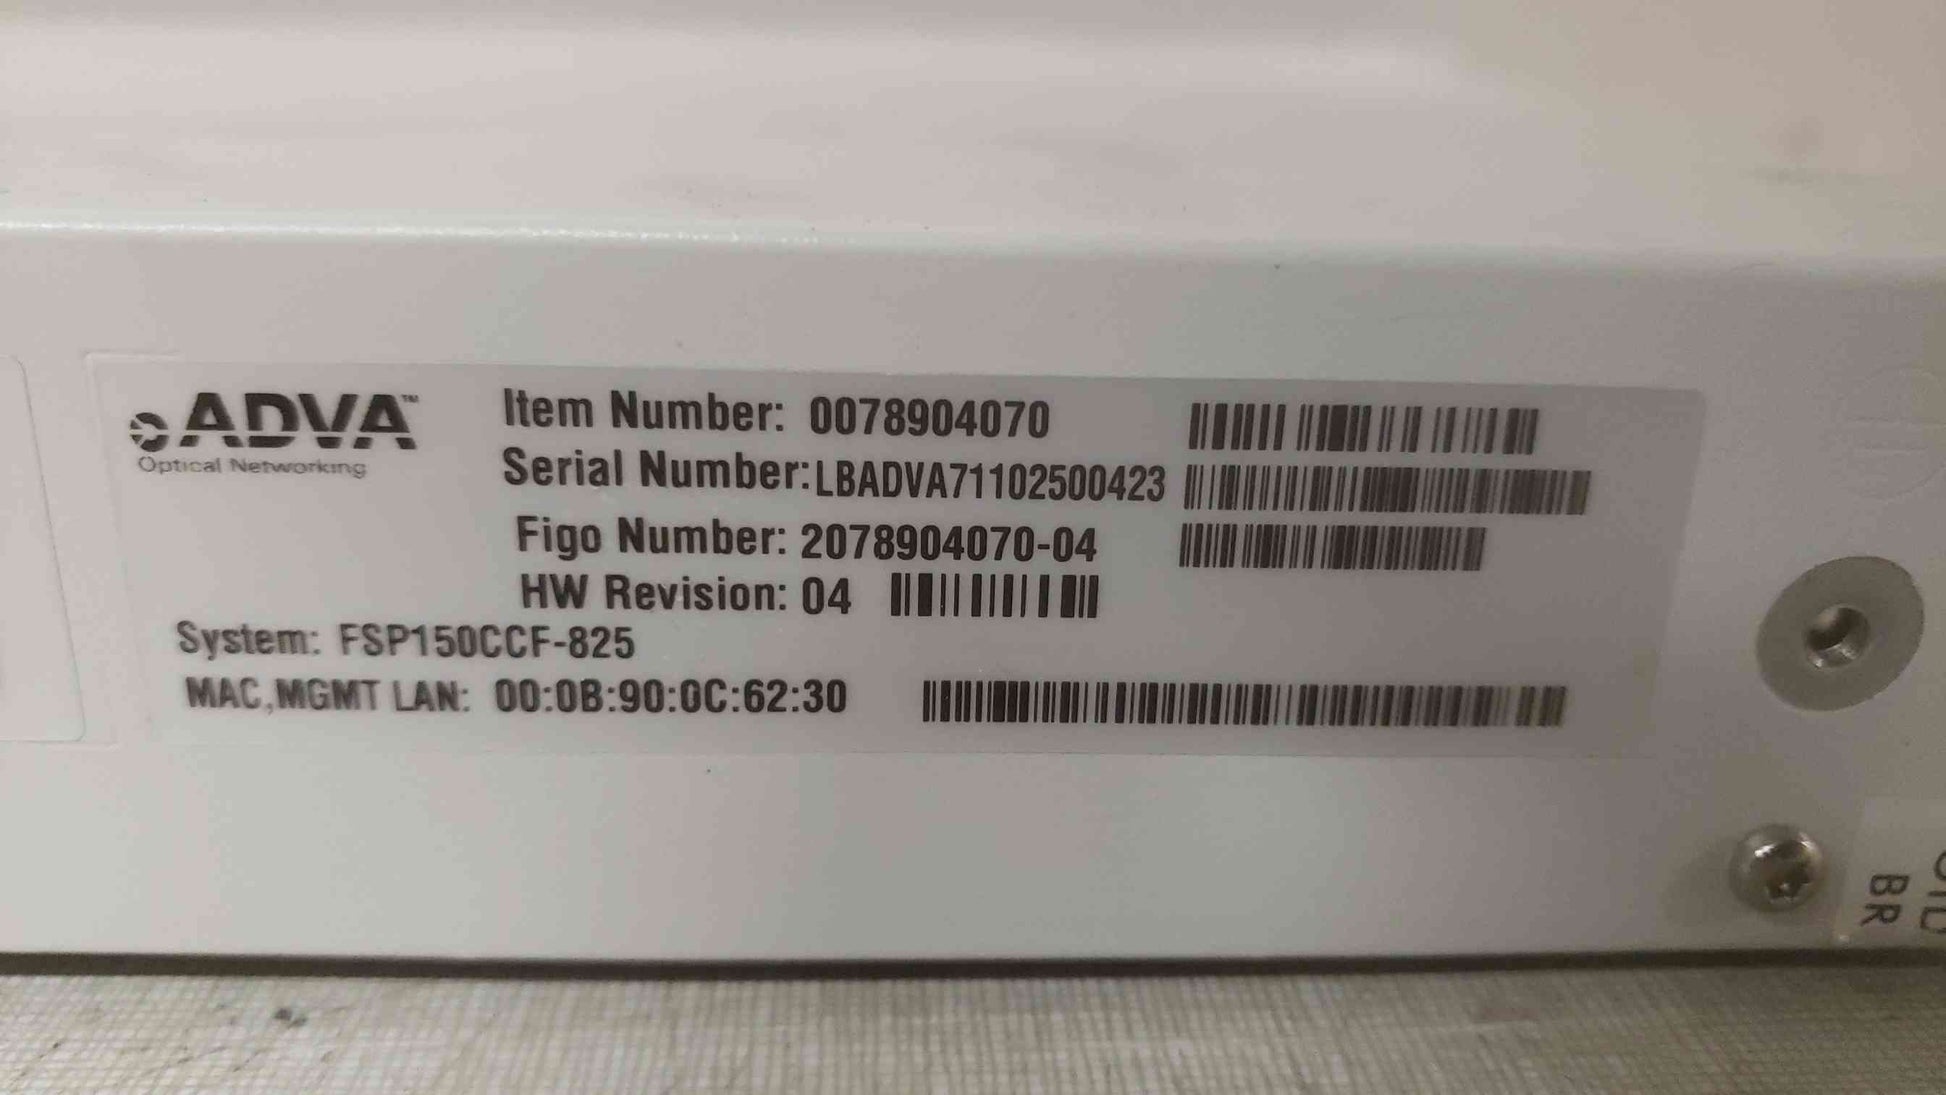 ADVA™
Optical Networking
Item Number: 0078904070
Serial Number: LBADVA71102500423
Figo Number: 2078904070-04
HW Revision: 04
System: FSP150CCF-825
MAC,MGMT LAN: 00:0B:90:0C:62:30
BR